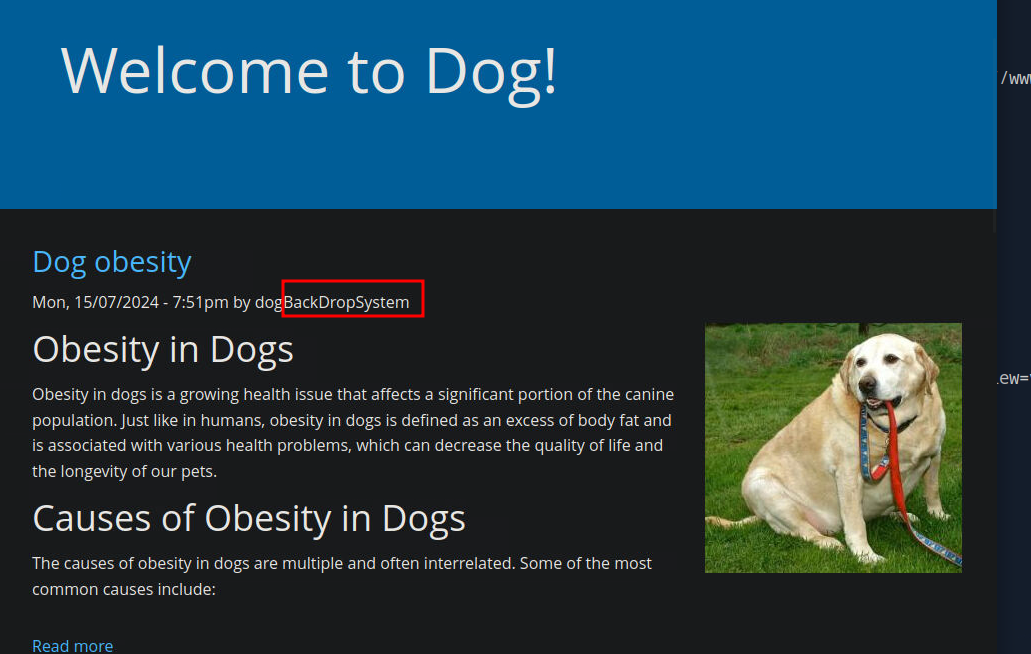 Welcome to Dog!
/www
Dog obesity
Mon, 15/07/2024 - 7:51pm by dogBackDropSystem
Obesity in Dogs
iew="
Obesity in dogs is a growing health issue that affects a significant portion of the canine
population. Just like in humans, obesity in dogs is defined as an excess of body fat and
is associated with various health problems, which can decrease the quality of life and
the longevity of our pets.
Causes of Obesity in Dogs
The causes of obesity in dogs are multiple and often interrelated. Some of the most
common causes include:
Read more